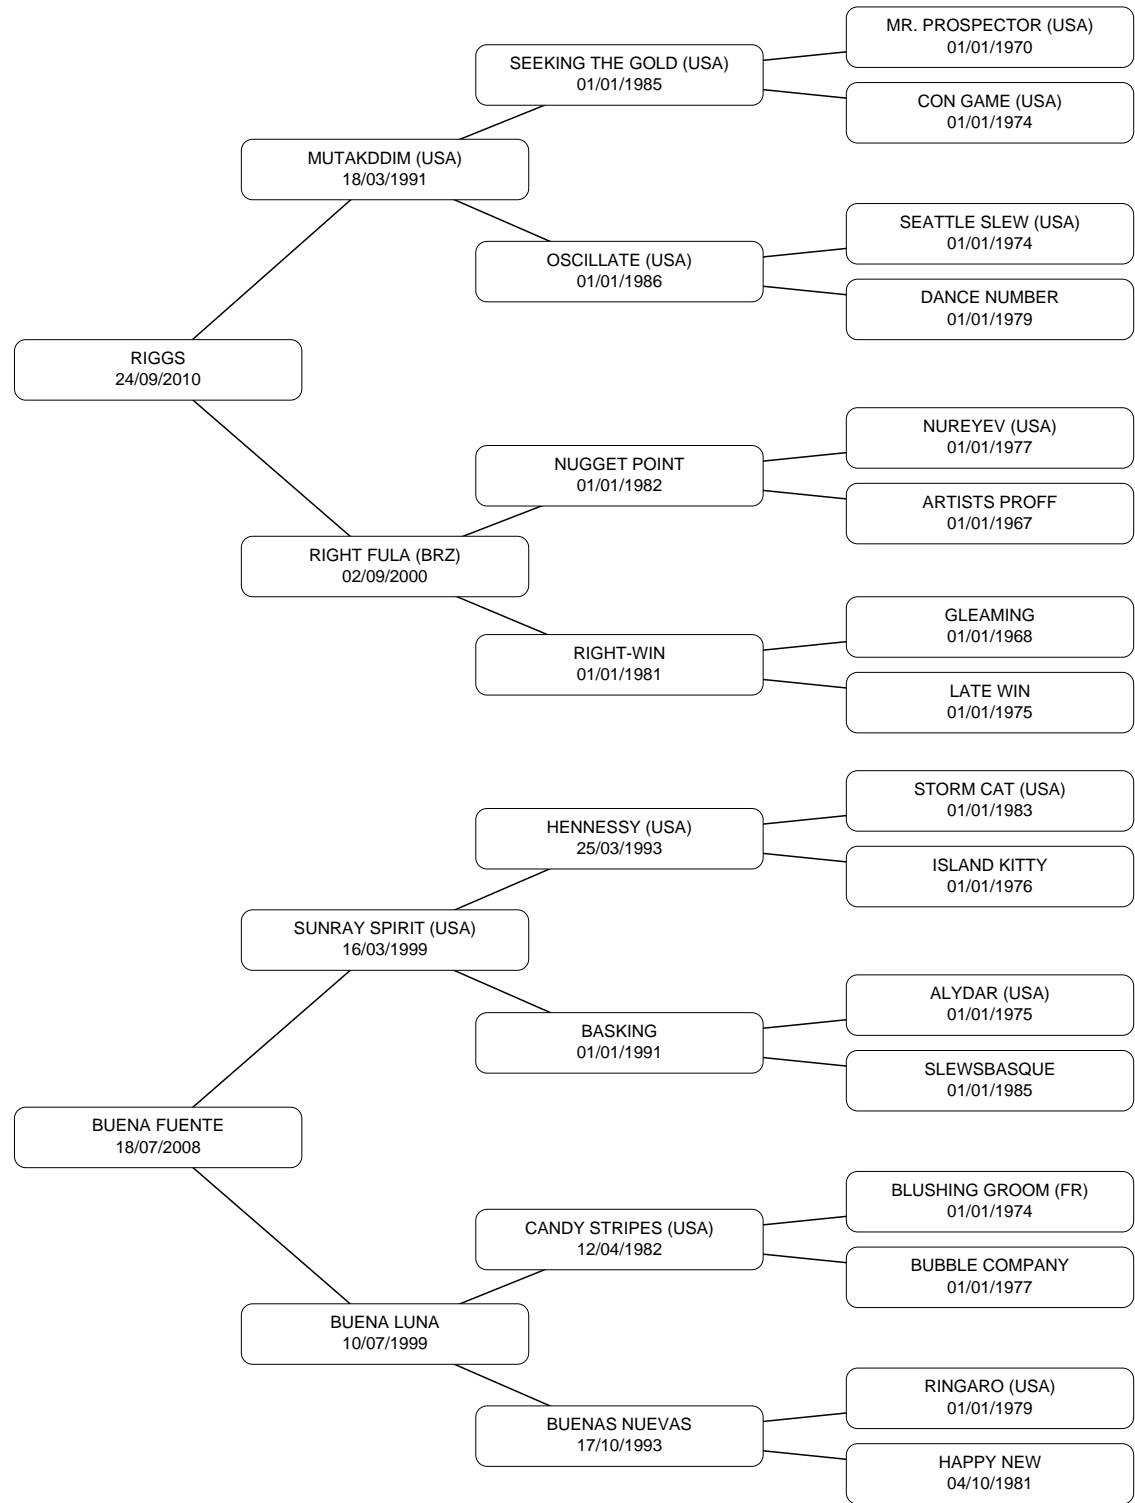 MR. PROSPECTOR (USA)
01/01/1970
SEEKING THE GOLD (USA)
01/01/1985
CON GAME (USA)
01/01/1974
MUTAKDDIM (USA)
18/03/1991
SEATTLE SLEW (USA)
01/01/1974
OSCILLATE (USA)
01/01/1986
DANCE NUMBER
01/01/1979
RIGGS
24/09/2010
NUREYEV (USA)
01/01/1977
NUGGET POINT
01/01/1982
ARTISTS PROFF
01/01/1967
RIGHT FULA (BRZ)
02/09/2000
GLEAMING
01/01/1968
RIGHT-WIN
01/01/1981
LATE WIN
01/01/1975
STORM CAT (USA)
01/01/1983
HENNESSY (USA)
25/03/1993
ISLAND KITTY
01/01/1976
SUNRAY SPIRIT (USA)
16/03/1999
ALYDAR (USA)
01/01/1975
BASKING
01/01/1991
SLEWSBASQUE
01/01/1985
BUENA FUENTE
18/07/2008
BLUSHING GROOM (FR)
01/01/1974
CANDY STRIPES (USA)
12/04/1982
BUBBLE COMPANY
01/01/1977
BUENA LUNA
10/07/1999
RINGARO (USA)
01/01/1979
BUENAS NUEVAS
17/10/1993
HAPPY NEW
04/10/1981